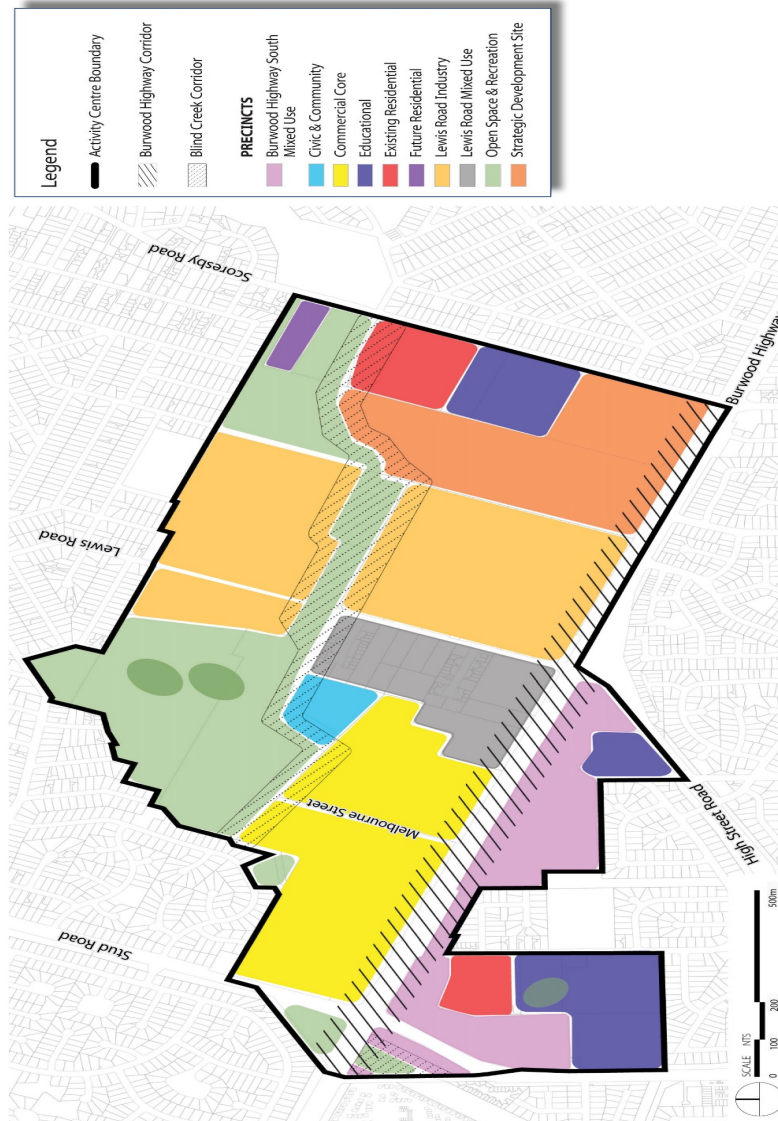 Legend
Activity Centre Boundary
Burwood Highway Corridor
Blind Creek Corridor
PRECINCTS
Burwood Highway South
Mixed Use
Civic & Community
Commercial Core
Educational
Existing Residential
Future Residential
Lewis Road Industry
Lewis Road Mixed Use
Open Space & Recreation
Strategic Development Site
Scoresby Road
Lewis Road
Stud Road
Melbourne Street
Burwood Highway
High Street Road
SCALE NTS
0 100 200 500m